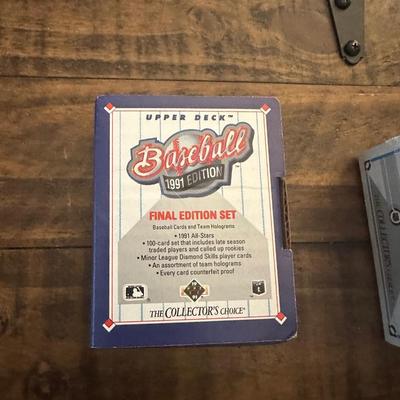 UPPER DECK™
Baseball
1991 EDITION
FINAL EDITION SET
Baseball Cards and Team Holograms
• 1991 All-Stars
• 100-card set that includes late season
traded players and called up rookies
• Minor League Diamond Skills player cards
• An assortment of team holograms
• Every card counterfeit proof
THE COLLECTOR'S CHOICE®